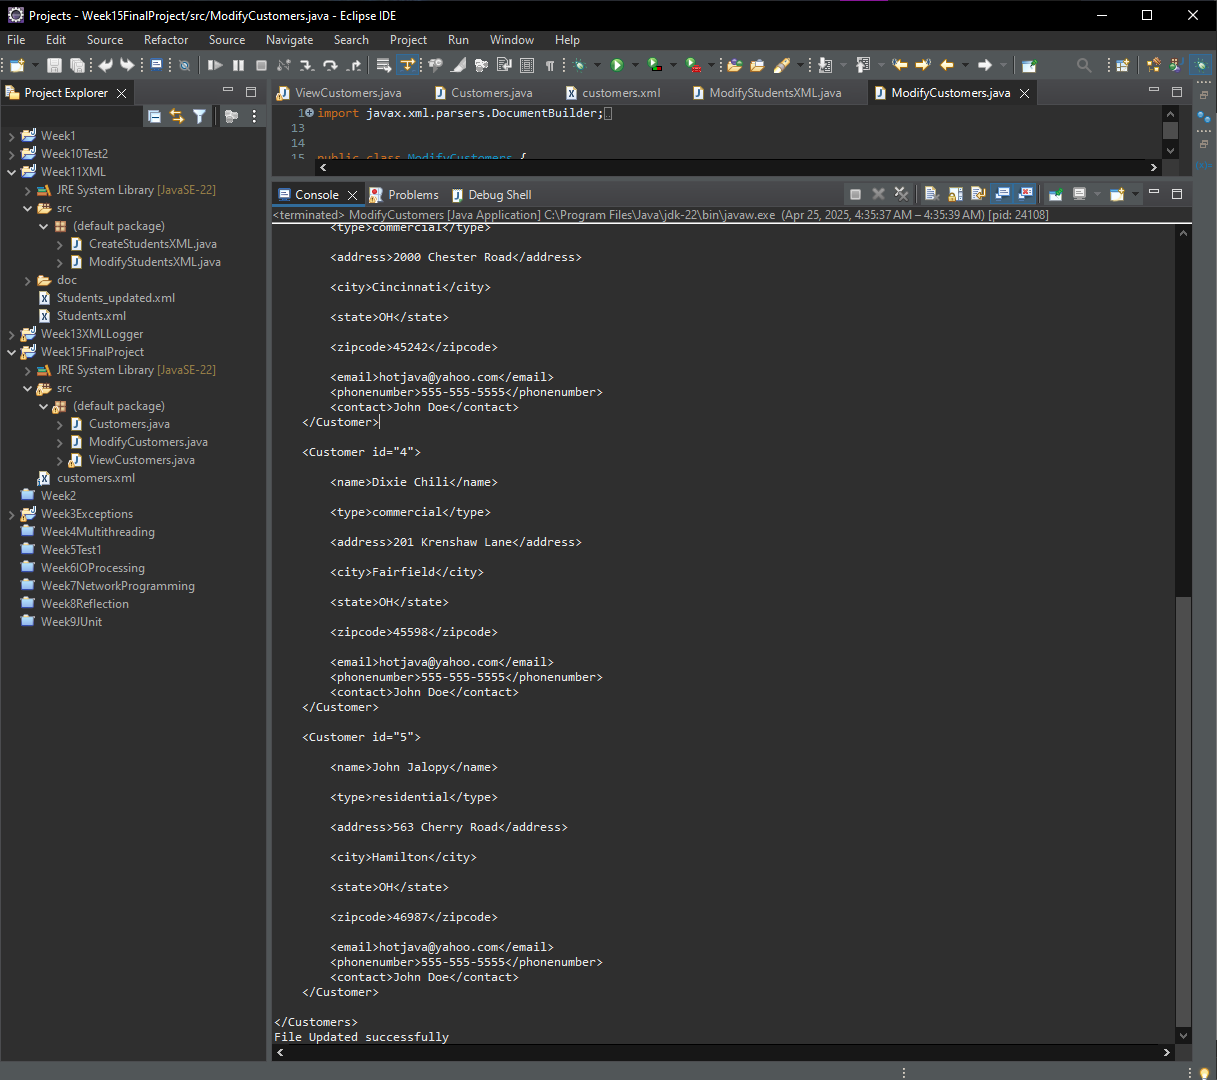 Projects - Week15FinalProject/src/ModifyCustomers.java - Eclipse IDE
File Edit Source Refactor Source Navigate Search Project Run Window Help
Project Explorer
Week1
Week10Test2
Week11XML
JRE System Library [JavaSE-22]
src
(default package)
CreateStudentsXML.java
ModifyStudentsXML.java
doc
Students_updated.xml
Students.xml
Week13XMLLogger
Week15FinalProject
JRE System Library [JavaSE-22]
src
(default package)
Customers.java
ModifyCustomers.java
ViewCustomers.java
customers.xml
Week2
Week3Exceptions
Week4Multithreading
Week5Test1
Week6IOProcessing
Week7NetworkProgramming
Week8Reflection
Week9JUnit
ViewCustomers.java Customers.java customers.xml ModifyStudentsXML.java ModifyCustomers.java
1 import javax.xml.parsers.DocumentBuilder;
13
14
15 public class ModifyCustomers {
Console Problems Debug Shell
<terminated> ModifyCustomers [Java Application] C:\Program Files\Java\jdk-22\bin\javaw.exe (Apr 25, 2025, 4:35:37 AM – 4:35:39 AM) [pid: 24108]
<type>commercial</type>
<address>2000 Chester Road</address>
<city>Cincinnati</city>
<state>OH</state>
<zipcode>45242</zipcode>
<email>hotjava@yahoo.com</email>
<phonenumber>555-555-5555</phonenumber>
<contact>John Doe</contact>
</Customer>
<Customer id="4">
<name>Dixie Chili</name>
<type>commercial</type>
<address>201 Krenshaw Lane</address>
<city>Fairfield</city>
<state>OH</state>
<zipcode>45598</zipcode>
<email>hotjava@yahoo.com</email>
<phonenumber>555-555-5555</phonenumber>
<contact>John Doe</contact>
</Customer>
<Customer id="5">
<name>John Jalopy</name>
<type>residential</type>
<address>563 Cherry Road</address>
<city>Hamilton</city>
<state>OH</state>
<zipcode>46987</zipcode>
<email>hotjava@yahoo.com</email>
<phonenumber>555-555-5555</phonenumber>
<contact>John Doe</contact>
</Customer>
</Customers>
File Updated successfully